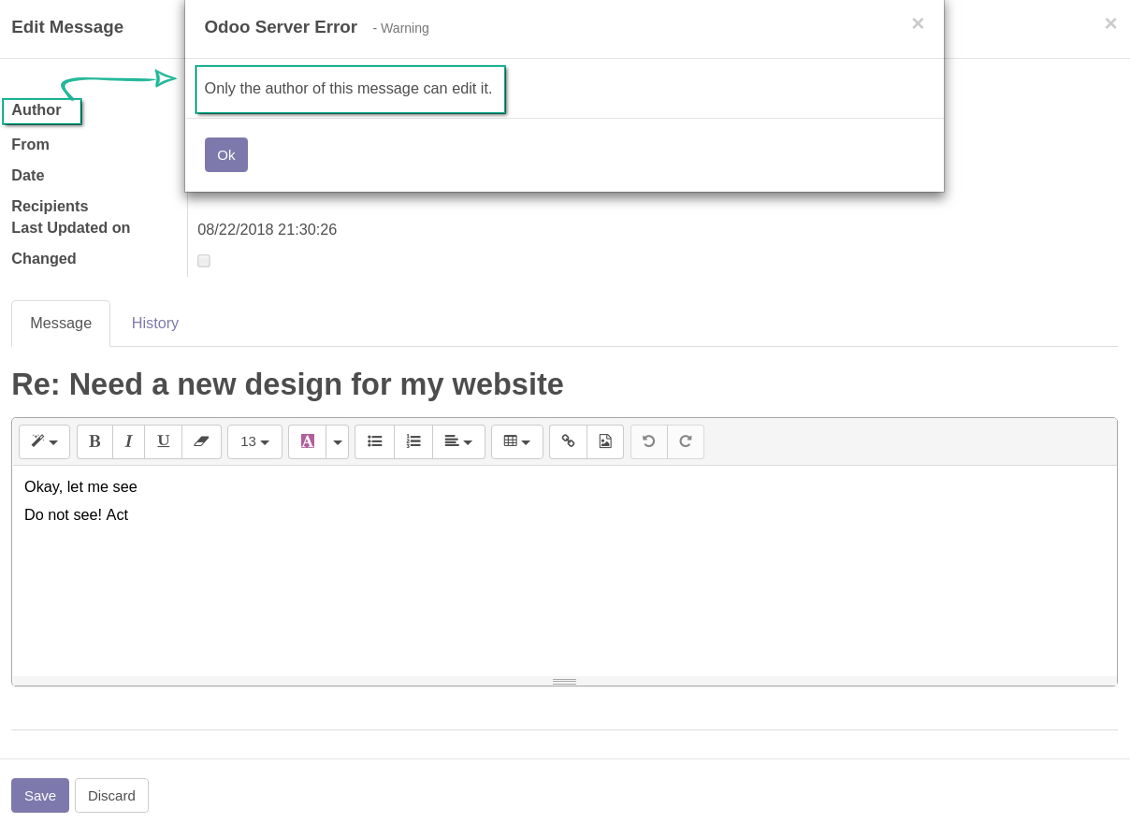 Edit Message
Odoo Server Error - Warning
×
×
Only the author of this message can edit it.
Author
Ok
From
Date
Recipients
Last Updated on 08/22/2018 21:30:26
Changed
Message History
Re: Need a new design for my website
B I U 13 A
Okay, let me see
Do not see! Act
Save Discard